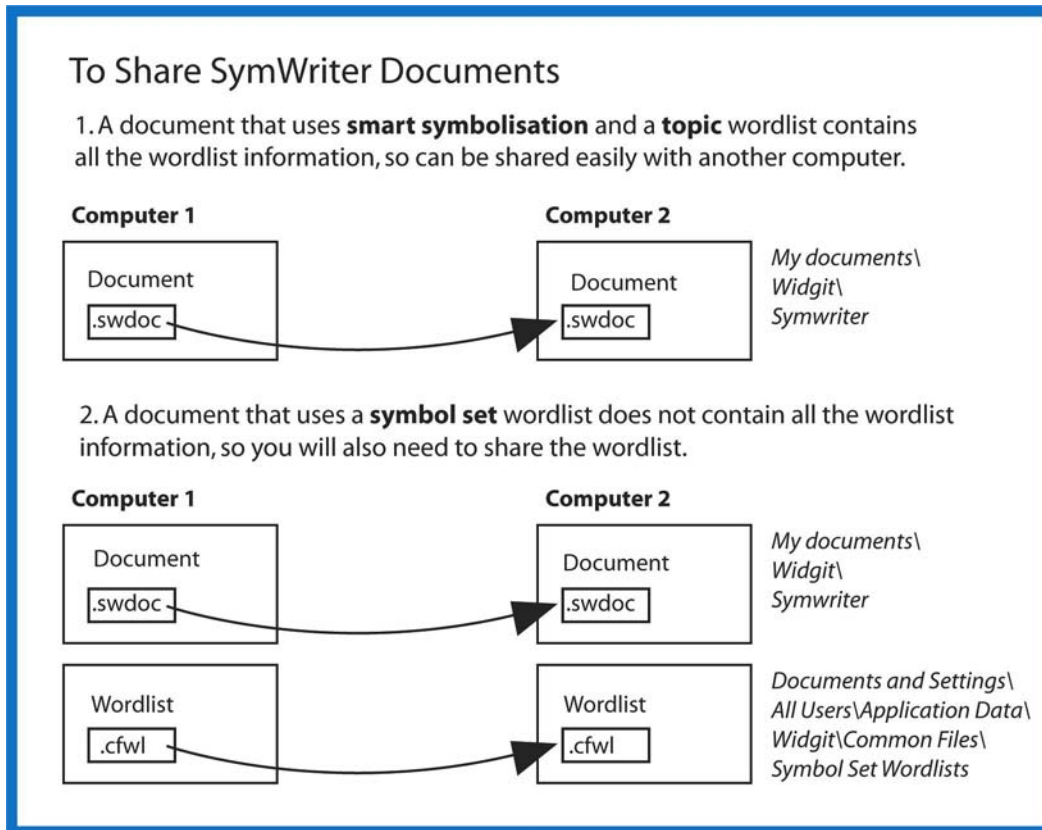 To Share SymWriter Documents
1. A document that uses smart symbolisation and a topic wordlist contains
all the wordlist information, so can be shared easily with another computer.
Computer 1
Computer 2
Document
.swdoc
Document
.swdoc
My documents\
Widgit\
Symwriter
2. A document that uses a symbol set wordlist does not contain all the wordlist
information, so you will also need to share the wordlist.
Computer 1
Computer 2
Document
.swdoc
Document
.swdoc
My documents\
Widgit\
Symwriter
Wordlist
.cfwl
Wordlist
.cfwl
Documents and Settings\
All Users\Application Data\
Widgit\Common Files\
Symbol Set Wordlists